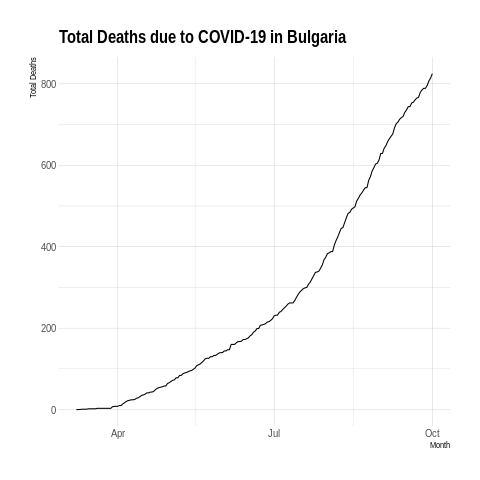 Total Deaths due to COVID-19 in Bulgaria
Total Deaths
800
600
400
200
0
Apr
Jul
Oct
Month